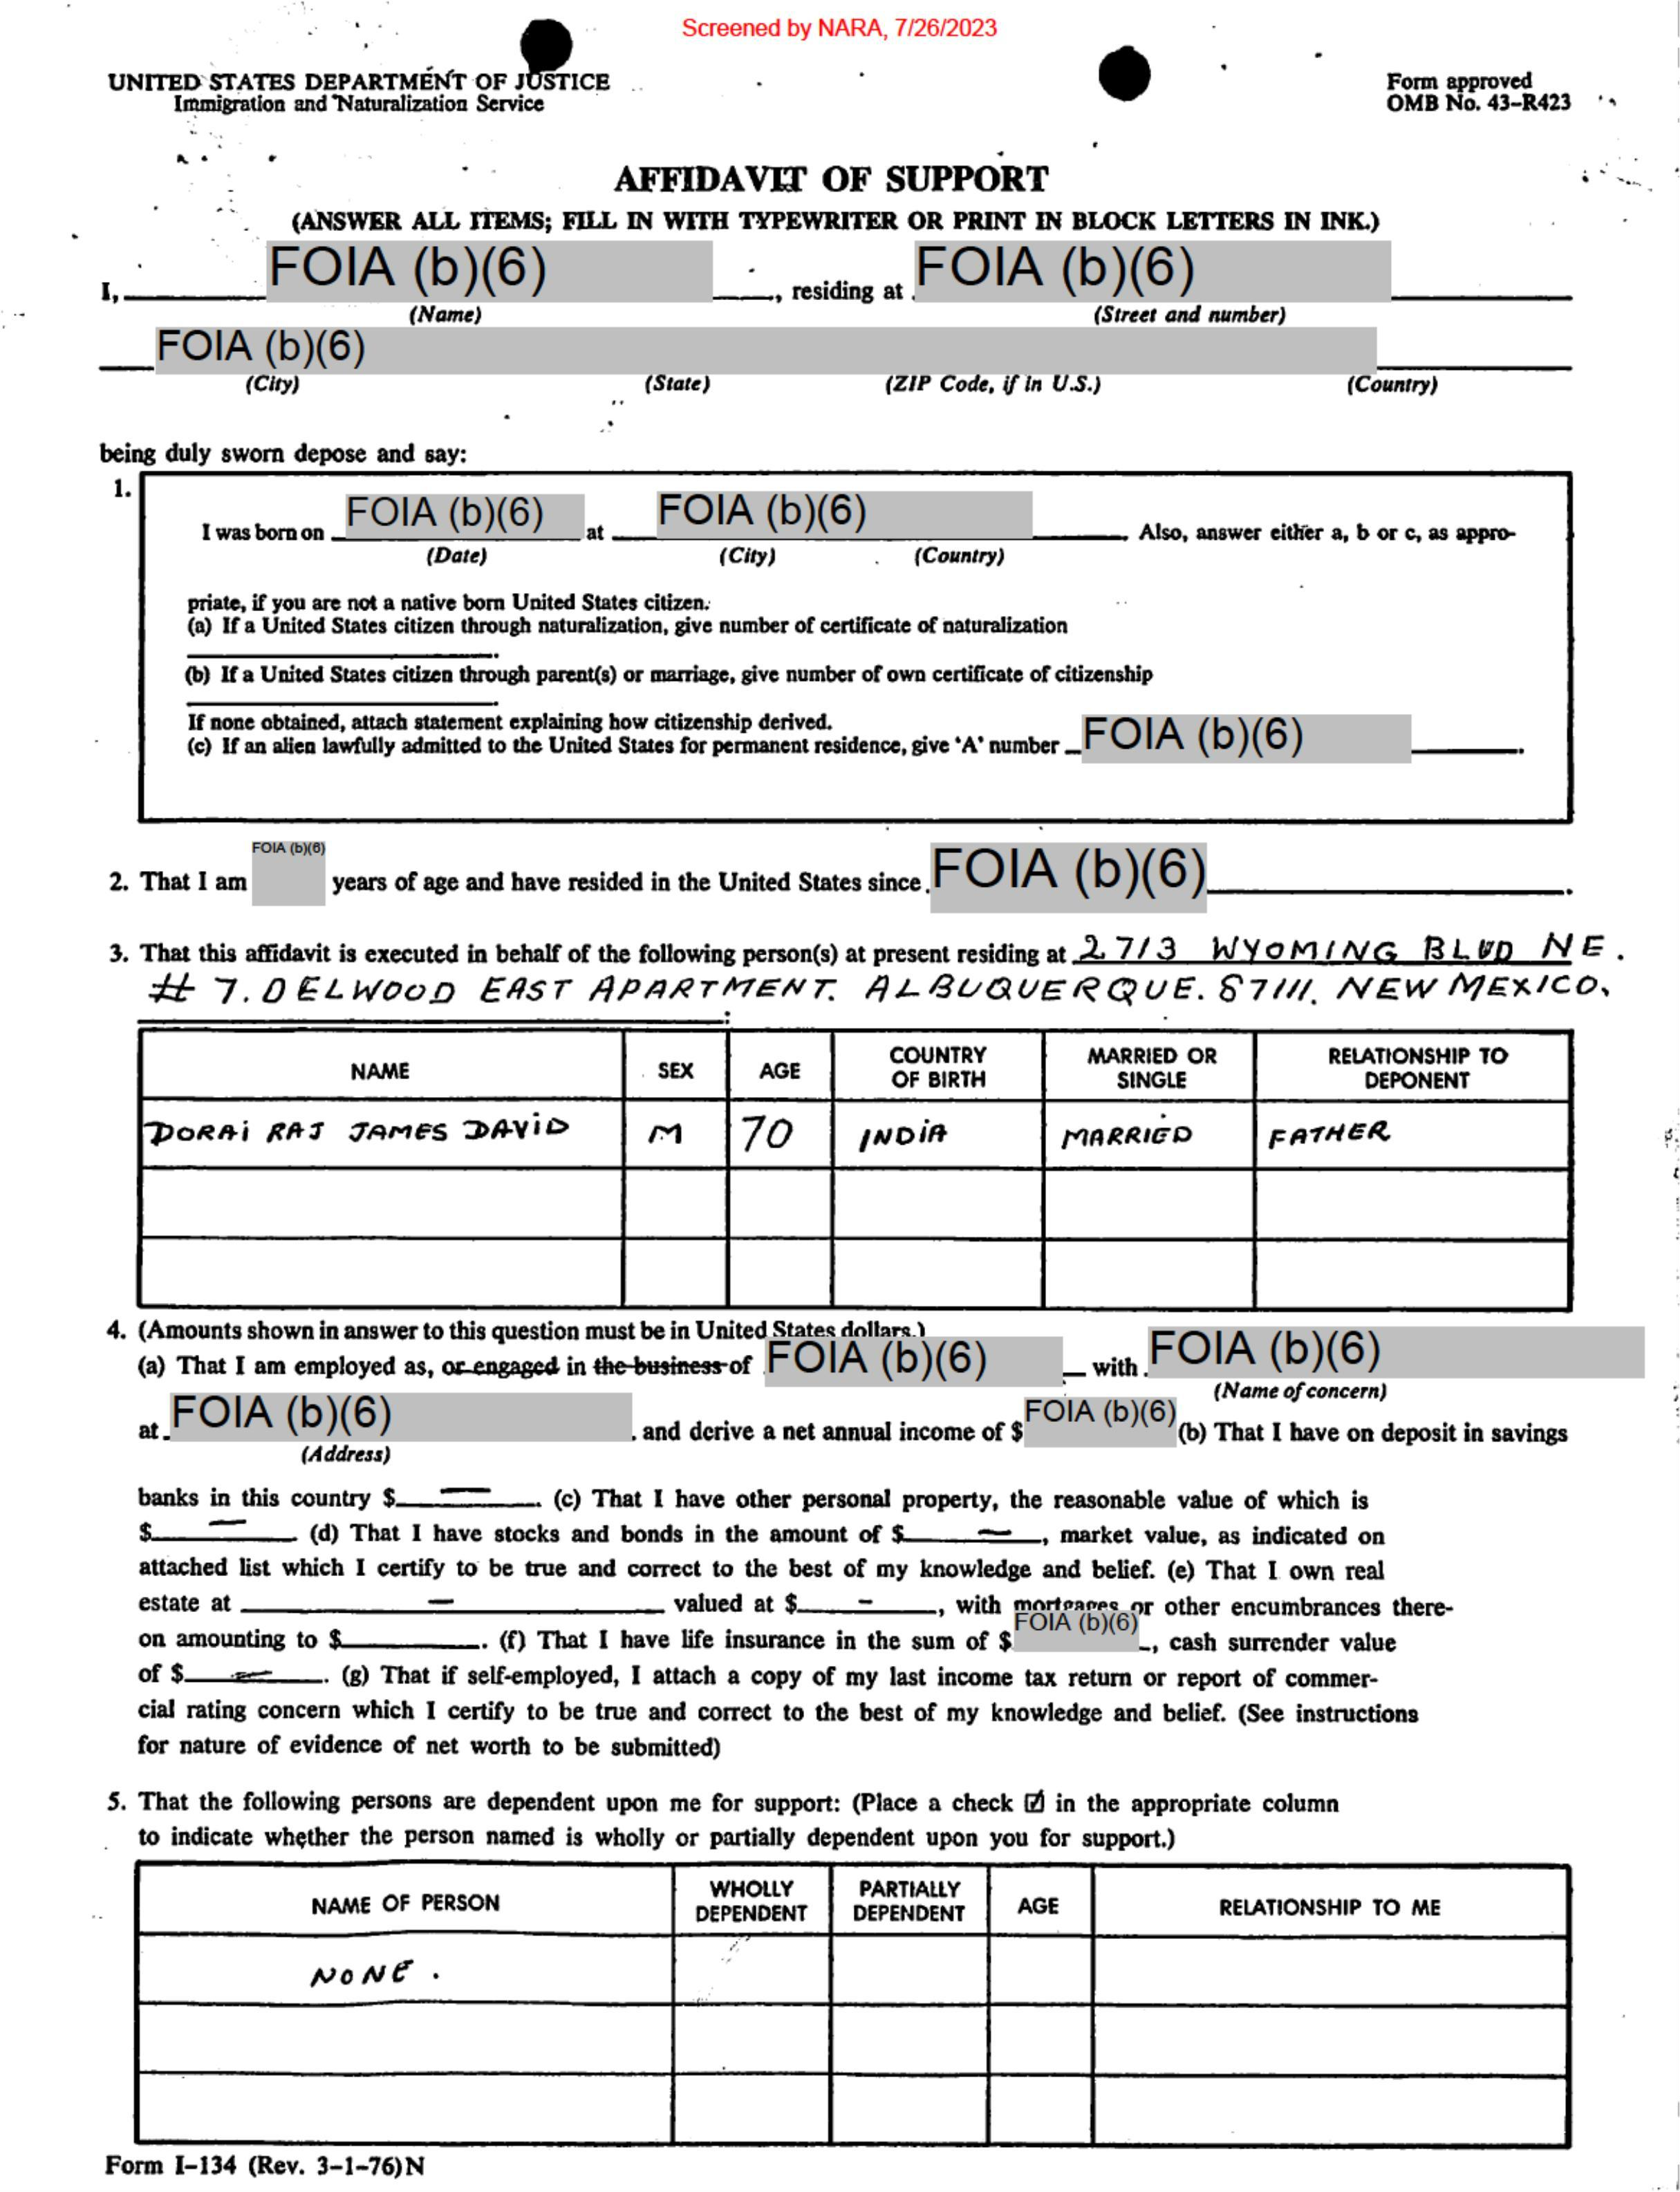 Screened by NARA, 7/26/2023
UNITED STATES DEPARTMENT OF JUSTICE
Immigration and Naturalization Service
Form approved
OMB No. 43-R423
AFFIDAVIT OF SUPPORT
(ANSWER ALL ITEMS; FILL IN WITH TYPEWRITER OR PRINT IN BLOCK LETTERS IN INK.)
I, FOIA (b)(6), residing at FOIA (b)(6)
(Name) (Street and number)
FOIA (b)(6)
(City) (State) (ZIP Code, if in U.S.) (Country)
being duly sworn depose and say:
1.
I was born on FOIA (b)(6) at FOIA (b)(6). Also, answer either a, b or c, as appro-
(Date) (City) (Country)
priate, if you are not a native born United States citizen.
(a) If a United States citizen through naturalization, give number of certificate of naturalization
.
(b) If a United States citizen through parent(s) or marriage, give number of own certificate of citizenship
.
If none obtained, attach statement explaining how citizenship derived.
(c) If an alien lawfully admitted to the United States for permanent residence, give 'A' number FOIA (b)(6).
2. That I am FOIA (b)(6) years of age and have resided in the United States since FOIA (b)(6).
3. That this affidavit is executed in behalf of the following person(s) at present residing at 2713 WYOMING BLVD NE.
# 7. DELWOOD EAST APARTMENT. ALBUQUERQUE. 87111. NEW MEXICO.
;
NAME SEX AGE COUNTRY OF BIRTH MARRIED OR SINGLE RELATIONSHIP TO DEPONENT
DORAI RAJ JAMES DAVID M 70 INDIA MARRIED FATHER
4. (Amounts shown in answer to this question must be in United States dollars.)
(a) That I am employed as, or engaged in the business of FOIA (b)(6) with FOIA (b)(6)
(Name of concern)
at FOIA (b)(6), and derive a net annual income of $ FOIA (b)(6) (b) That I have on deposit in savings
(Address)
banks in this country $ —. (c) That I have other personal property, the reasonable value of which is
$ —. (d) That I have stocks and bonds in the amount of $ —, market value, as indicated on
attached list which I certify to be true and correct to the best of my knowledge and belief. (e) That I own real
estate at — valued at $ —, with mortgages or other encumbrances there-
on amounting to $. (f) That I have life insurance in the sum of $ FOIA (b)(6), cash surrender value
of $ —. (g) That if self-employed, I attach a copy of my last income tax return or report of commer-
cial rating concern which I certify to be true and correct to the best of my knowledge and belief. (See instructions
for nature of evidence of net worth to be submitted)
5. That the following persons are dependent upon me for support: (Place a check ☑ in the appropriate column
to indicate whether the person named is wholly or partially dependent upon you for support.)
NAME OF PERSON WHOLLY DEPENDENT PARTIALLY DEPENDENT AGE RELATIONSHIP TO ME
NONE.
Form I-134 (Rev. 3-1-76)N